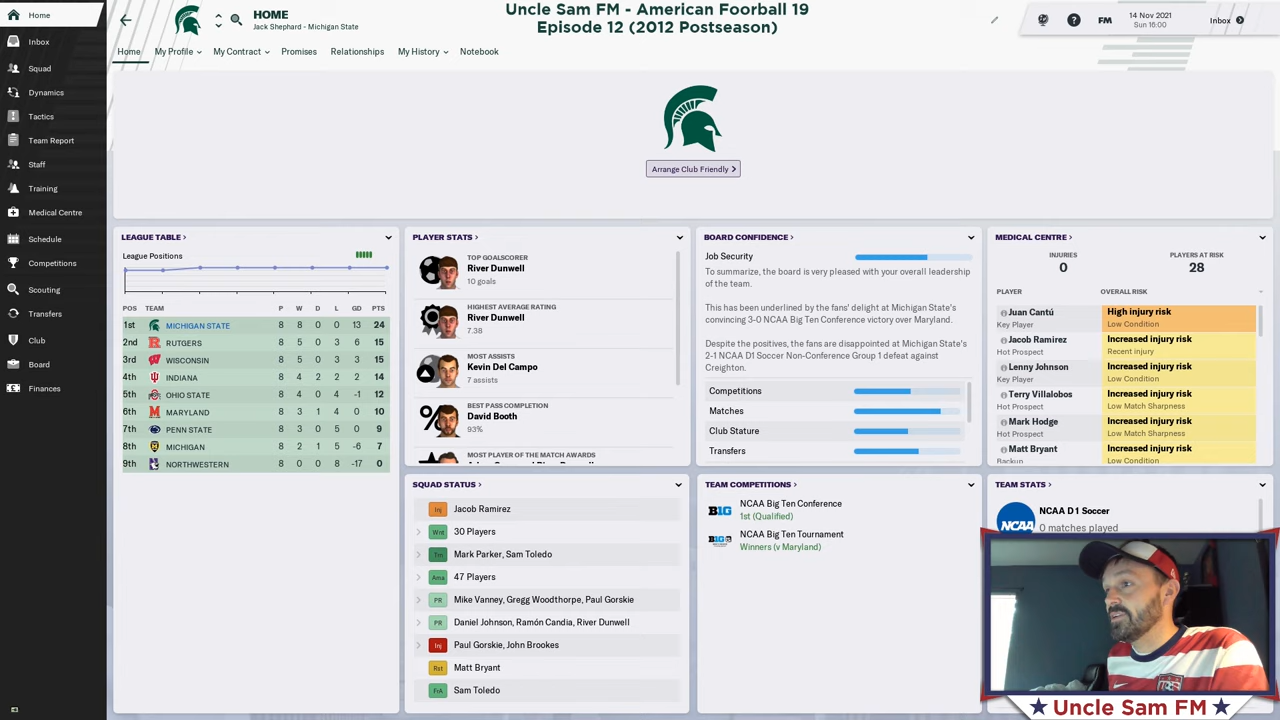 Home
Inbox
Squad
Dynamics
Tactics
Team Report
Staff
Training
Medical Centre
Schedule
Competitions
Scouting
Transfers
Club
Board
Finances
HOME
Jack Shephard - Michigan State
Uncle Sam FM - American Foorball 19
Episode 12 (2012 Postseason)
?
FM
14 Nov 2021
Sun 16:00
Inbox
Home
My Profile
My Contract
Promises
Relationships
My History
Notebook
Arrange Club Friendly
LEAGUE TABLE
League Positions
POS TEAM P W D L GD PTS
1st MICHIGAN STATE 8 8 0 0 13 24
2nd RUTGERS 8 5 0 3 6 15
3rd WISCONSIN 8 5 0 3 3 15
4th INDIANA 8 4 2 2 2 14
5th OHIO STATE 8 4 0 4 -1 12
6th MARYLAND 8 3 1 4 0 10
7th PENN STATE 8 3 0 5 0 9
8th MICHIGAN 8 2 1 5 -6 7
9th NORTHWESTERN 8 0 0 8 -17 0
PLAYER STATS
TOP GOALSCORER
River Dunwell
10 goals
HIGHEST AVERAGE RATING
River Dunwell
7.38
MOST ASSISTS
Kevin Del Campo
7 assists
BEST PASS COMPLETION
David Booth
93%
MOST PLAYER OF THE MATCH AWARDS
BOARD CONFIDENCE
Job Security
To summarize, the board is very pleased with your overall leadership
of the team.
This has been underlined by the fans' delight at Michigan State's
convincing 3-0 NCAA Big Ten Conference victory over Maryland.
Despite the positives, the fans are disappointed at Michigan State's
2-1 NCAA D1 Soccer Non-Conference Group 1 defeat against
Creighton.
Competitions
Matches
Club Stature
Transfers
MEDICAL CENTRE
INJURIES
0
PLAYERS AT RISK
28
PLAYER OVERALL RISK
Juan Cantú High injury risk
Key Player Low Condition
Jacob Ramirez Increased injury risk
Hot Prospect Recent injury
Lenny Johnson Increased injury risk
Key Player Low Condition
Terry Villalobos Increased injury risk
Hot Prospect Low Match Sharpness
Mark Hodge Increased injury risk
Hot Prospect Low Match Sharpness
Matt Bryant Increased injury risk
Backup Low Condition
SQUAD STATUS
Inj Jacob Ramirez
Wnt 30 Players
Trn Mark Parker, Sam Toledo
Ama 47 Players
PR Mike Vanney, Gregg Woodthorpe, Paul Gorskie
PR Daniel Johnson, Ramón Candia, River Dunwell
Inj Paul Gorskie, John Brookes
Rst Matt Bryant
FrA Sam Toledo
TEAM COMPETITIONS
B1G NCAA Big Ten Conference
1st (Qualified)
NCAA Big Ten Tournament
Winners (v Maryland)
TEAM STATS
NCAA
NCAA D1 Soccer
0 matches played
Uncle Sam FM